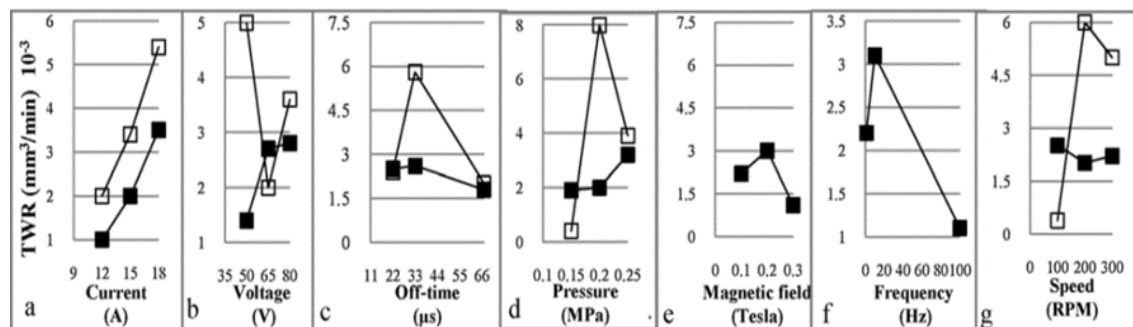 TWR (mm³/min) 10⁻³
6
5
4
3
2
1
9 12 15 18
Current
(A)
a
5
4
3
2
1
35 50 65 80
Voltage
(V)
b
7.5
6
4.5
3
1.5
0
11 22 33 44 55 66
Off-time
(µs)
c
8
6
4
2
0
0.1 0.15 0.2 0.25
Pressure
(MPa)
d
7.5
6
4.5
3
1.5
0
0 0.1 0.2 0.3
Magnetic field
(Tesla)
e
3.5
3
2.5
2
1.5
1
0 20 40 60 80 100
Frequency
(Hz)
f
6
4.5
3
1.5
0
0 100 200 300
Speed
(RPM)
g